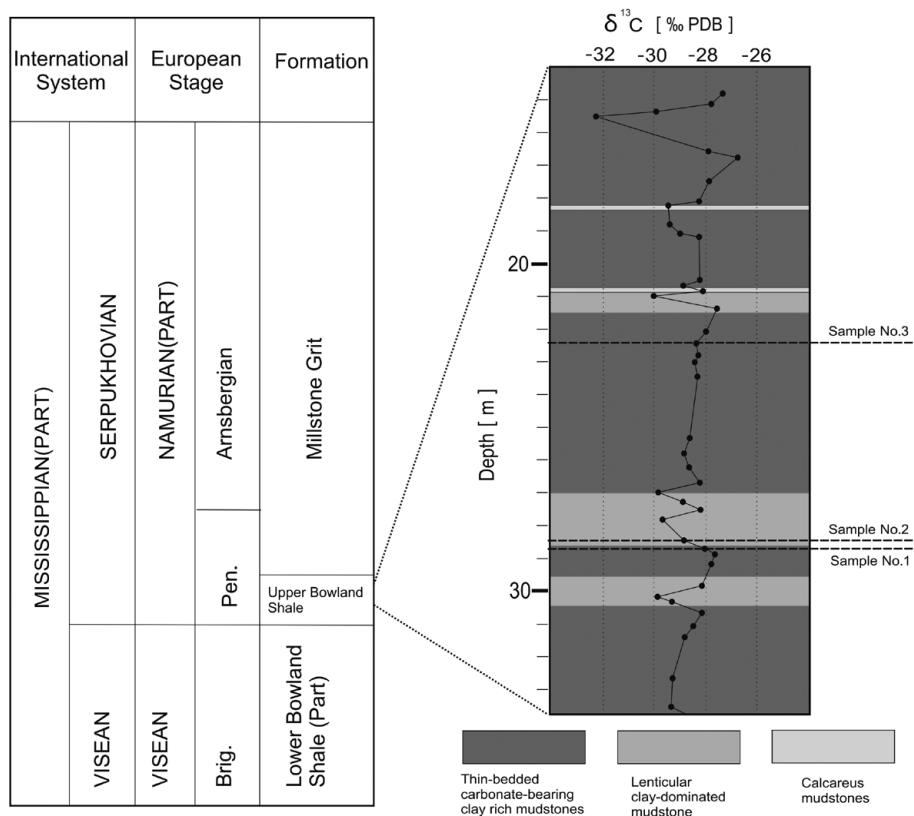 International
System
European
Stage
Formation
MISSISSIPPIAN(PART)
SERPUKHOVIAN
NAMURIAN(PART)
Arnsbergian
Millstone Grit
Pen.
Upper Bowland
Shale
VISEAN
VISEAN
Brig.
Lower Bowland
Shale (Part)
δ ¹³C [ ‰ PDB ]
-32 -30 -28 -26
20
30
Depth [ m ]
Sample No.3
Sample No.2
Sample No.1
Thin-bedded
carbonate-bearing
clay rich mudstones
Lenticular
clay-dominated
mudstone
Calcareus
mudstones